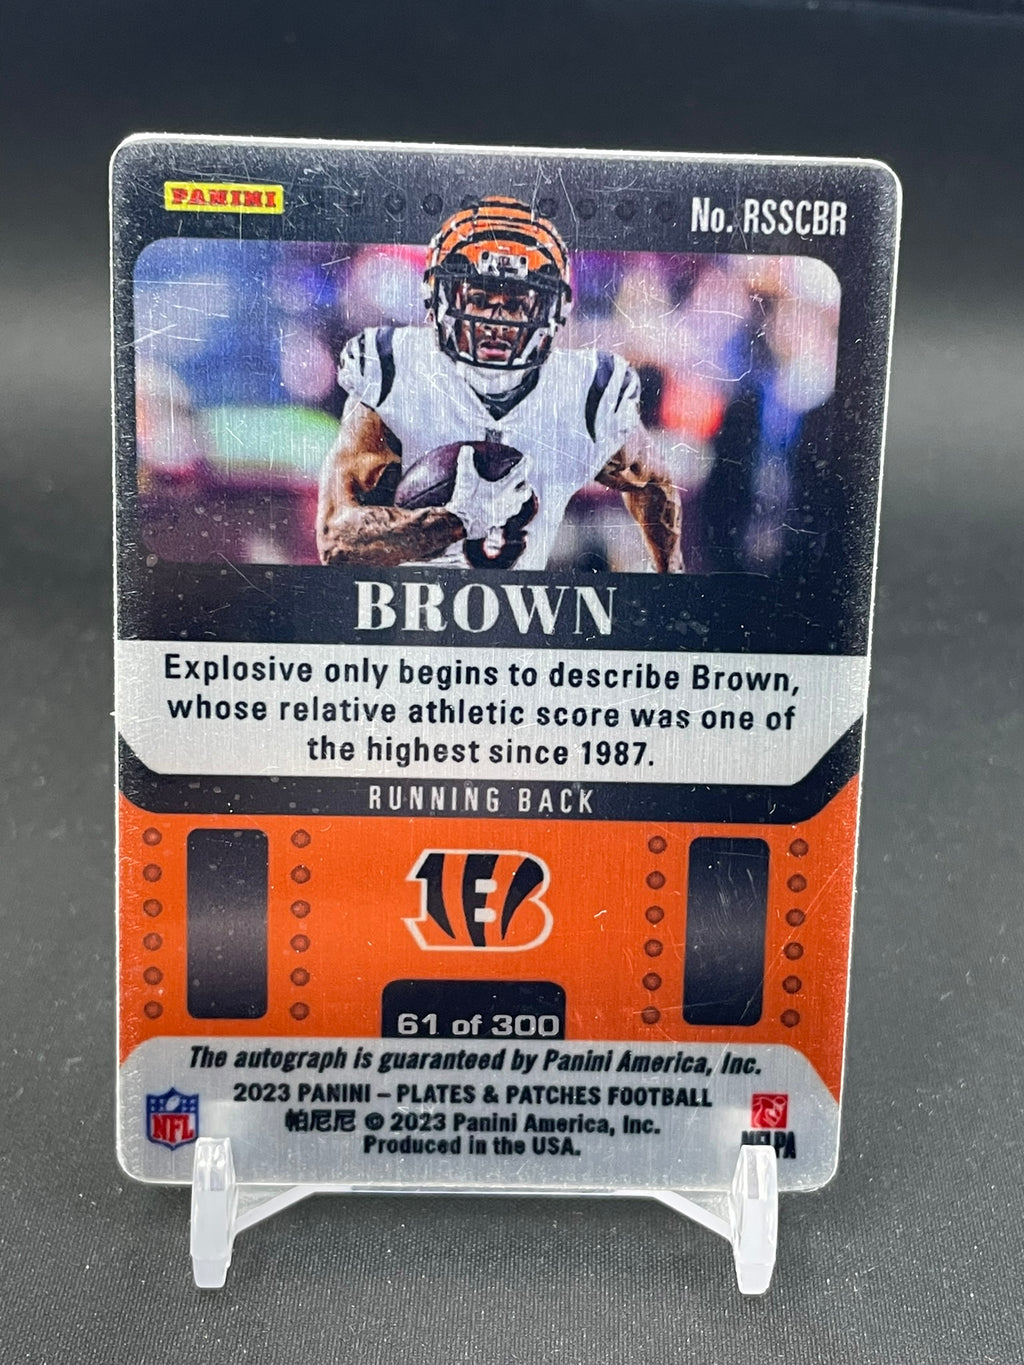 PANINI
No. RSSCBR
BROWN
Explosive only begins to describe Brown,
whose relative athletic score was one of
the highest since 1987.
RUNNING BACK
B
61 of 300
The autograph is guaranteed by Panini America, Inc.
2023 PANINI – PLATES & PATCHES FOOTBALL
帕尼尼 © 2023 Panini America, Inc.
Produced in the USA.
NFL
NFLPA